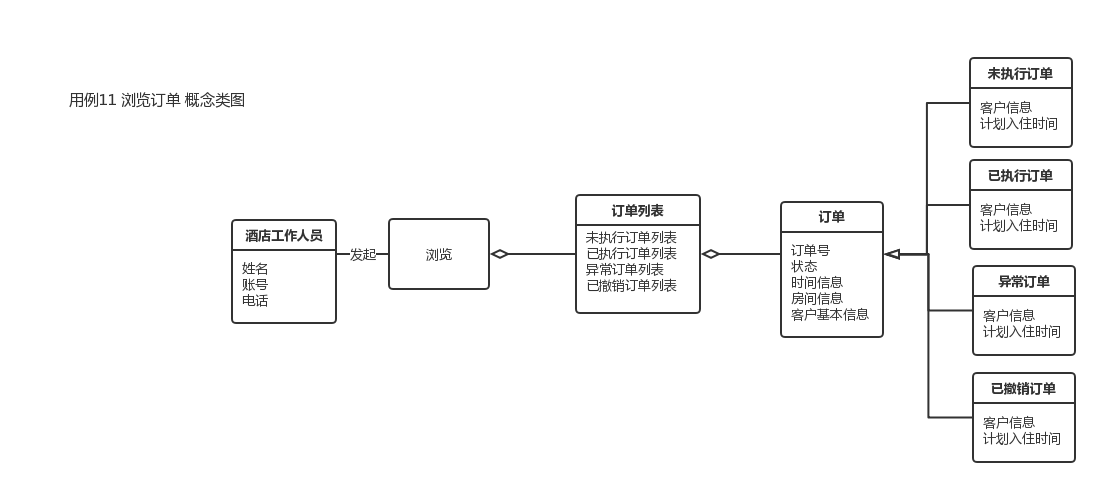 用例11 浏览订单 概念类图
酒店工作人员
姓名
账号
电话
发起
浏览
订单列表
未执行订单列表
已执行订单列表
异常订单列表
已撤销订单列表
订单
订单号
状态
时间信息
房间信息
客户基本信息
未执行订单
客户信息
计划入住时间
已执行订单
客户信息
计划入住时间
异常订单
客户信息
计划入住时间
已撤销订单
客户信息
计划入住时间